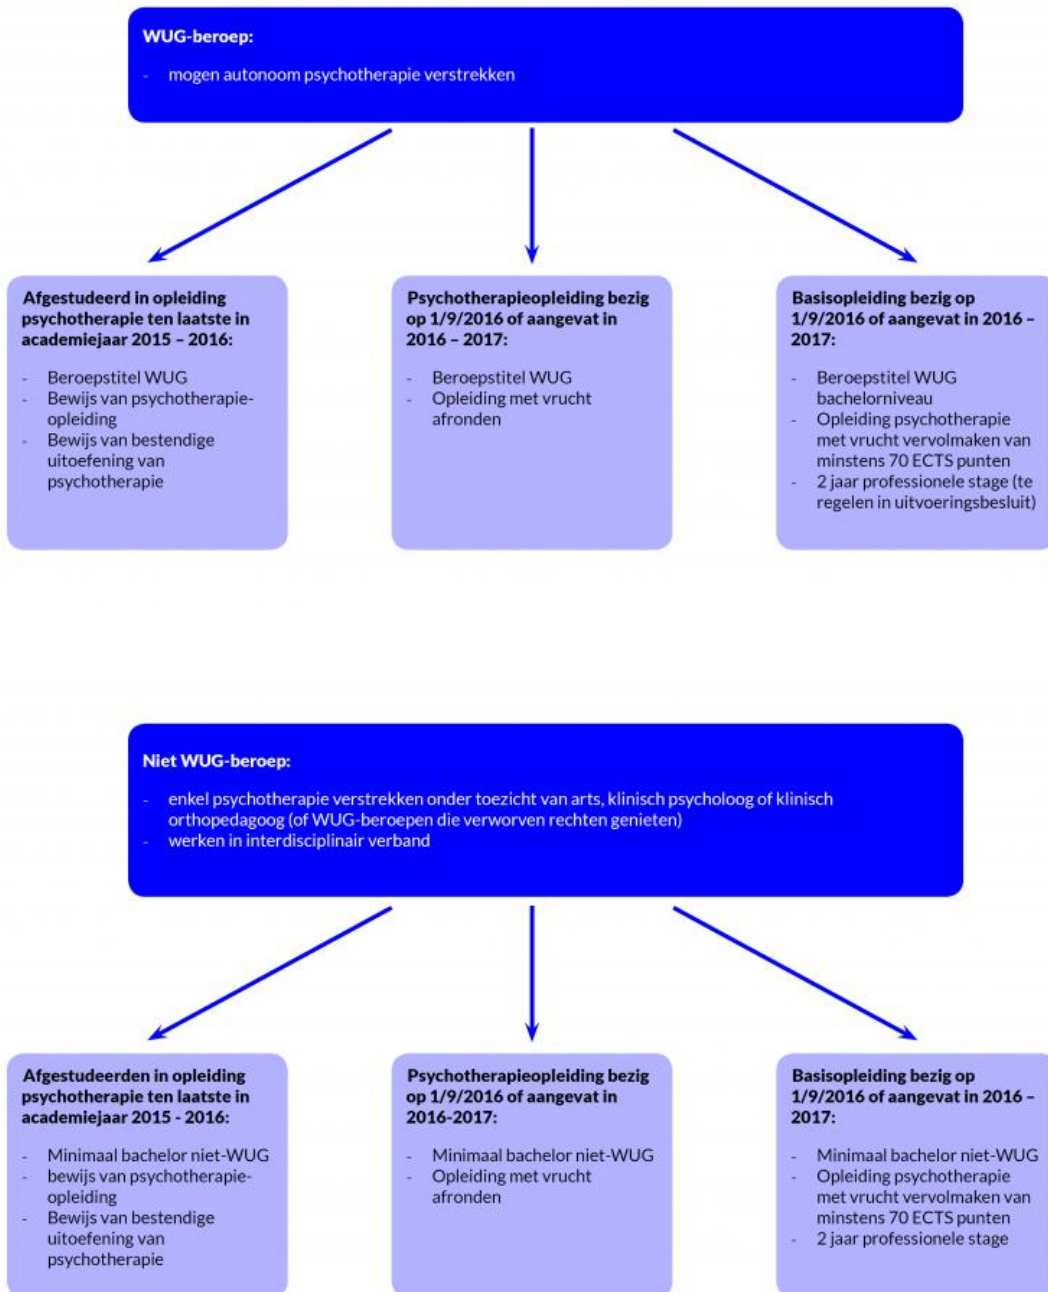 WUG-beroep:
- mogen autonoom psychotherapie verstrekken
Afgestudeerd in opleiding
psychotherapie ten laatste in
academiejaar 2015 – 2016:
- Beroepstitel WUG
- Bewijs van psychotherapie-
opleiding
- Bewijs van bestendige
uitoefening van
psychotherapie
Psychotherapieopleiding bezig
op 1/9/2016 of aangevat in
2016 – 2017:
- Beroepstitel WUG
- Opleiding met vrucht
afronden
Basisopleiding bezig op
1/9/2016 of aangevat in 2016 –
2017:
- Beroepstitel WUG
bachelorniveau
- Opleiding psychotherapie
met vrucht vervolmaken van
minstens 70 ECTS punten
- 2 jaar professionele stage (te
regelen in uitvoeringsbesluit)
Niet WUG-beroep:
- enkel psychotherapie verstrekken onder toezicht van arts, klinisch psycholoog of klinisch
orthopedagoog (of WUG-beroepen die verworven rechten genieten)
- werken in interdisciplinair verband
Afgestudeerden in opleiding
psychotherapie ten laatste in
academiejaar 2015 - 2016:
- Minimaal bachelor niet-WUG
- bewijs van psychotherapie-
opleiding
- Bewijs van bestendige
uitoefening van
psychotherapie
Psychotherapieopleiding bezig
op 1/9/2016 of aangevat in
2016-2017:
- Minimaal bachelor niet-WUG
- Opleiding met vrucht
afronden
Basisopleiding bezig op
1/9/2016 of aangevat in 2016 –
2017:
- Minimaal bachelor niet-WUG
- Opleiding psychotherapie
met vrucht vervolmaken van
minstens 70 ECTS punten
- 2 jaar professionele stage